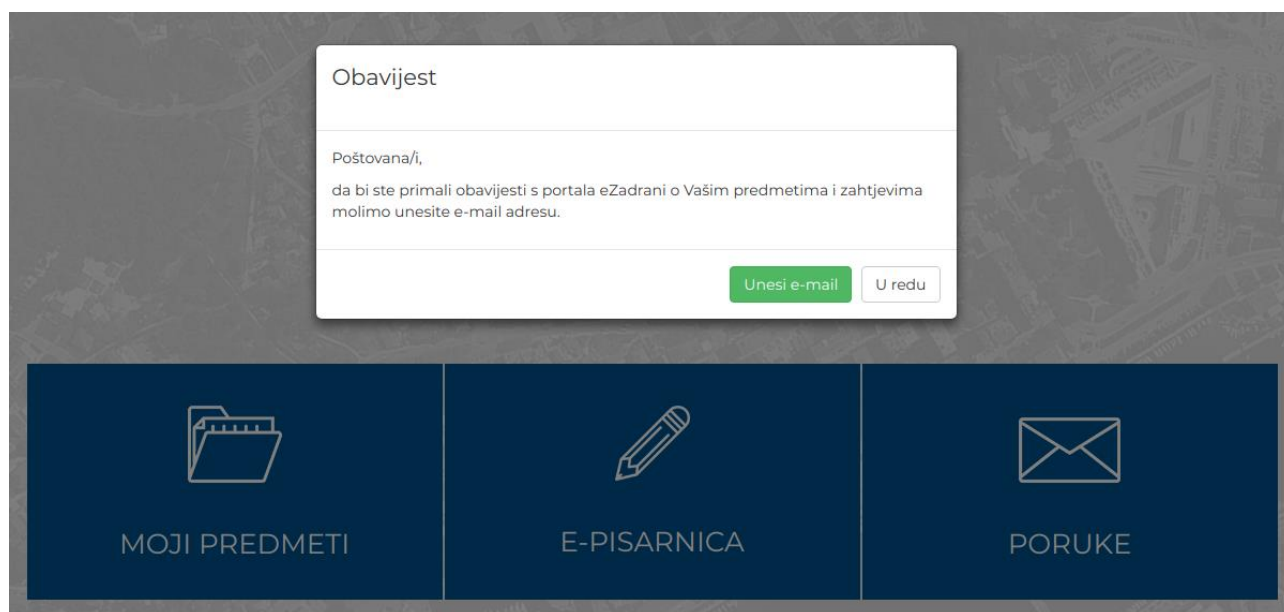 Obavijest
Poštovana/i,
da bi ste primali obavijesti s portala eZadrani o Vašim predmetima i zahtjevima
molimo unesite e-mail adresu.
Unesi e-mail
U redu
MOJI PREDMETI
E-PISARNICA
PORUKE